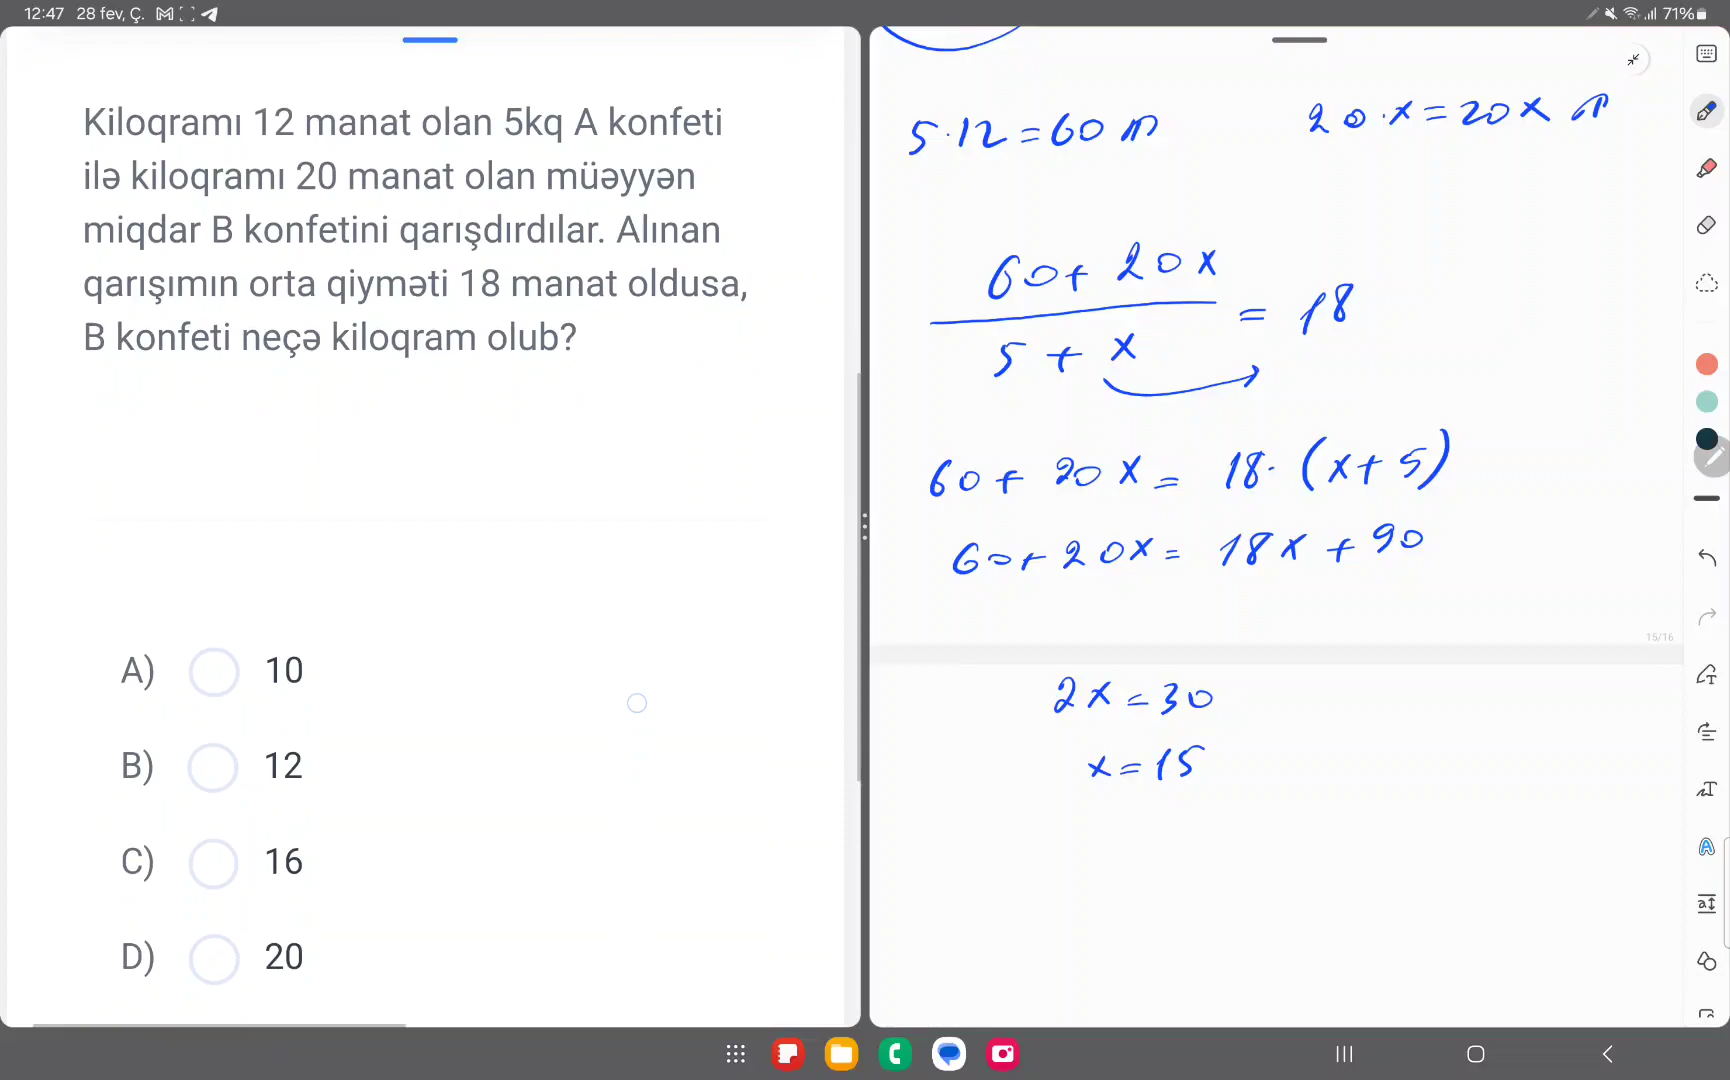 12:47 28 fev, Ç.
71%
Kiloqramı 12 manat olan 5kq A konfeti
ilə kiloqramı 20 manat olan müəyyən
miqdar B konfetini qarışdırdılar. Alınan
qarışımın orta qiyməti 18 manat oldusa,
B konfeti neçə kiloqram olub?
A) 10
B) 12
C) 16
D) 20
5·12=60 m
20·x=20x m
60+20x
5+x
=18
60+20x=18·(x+5)
60+20x=18x+90
15/16
2x=30
x=15